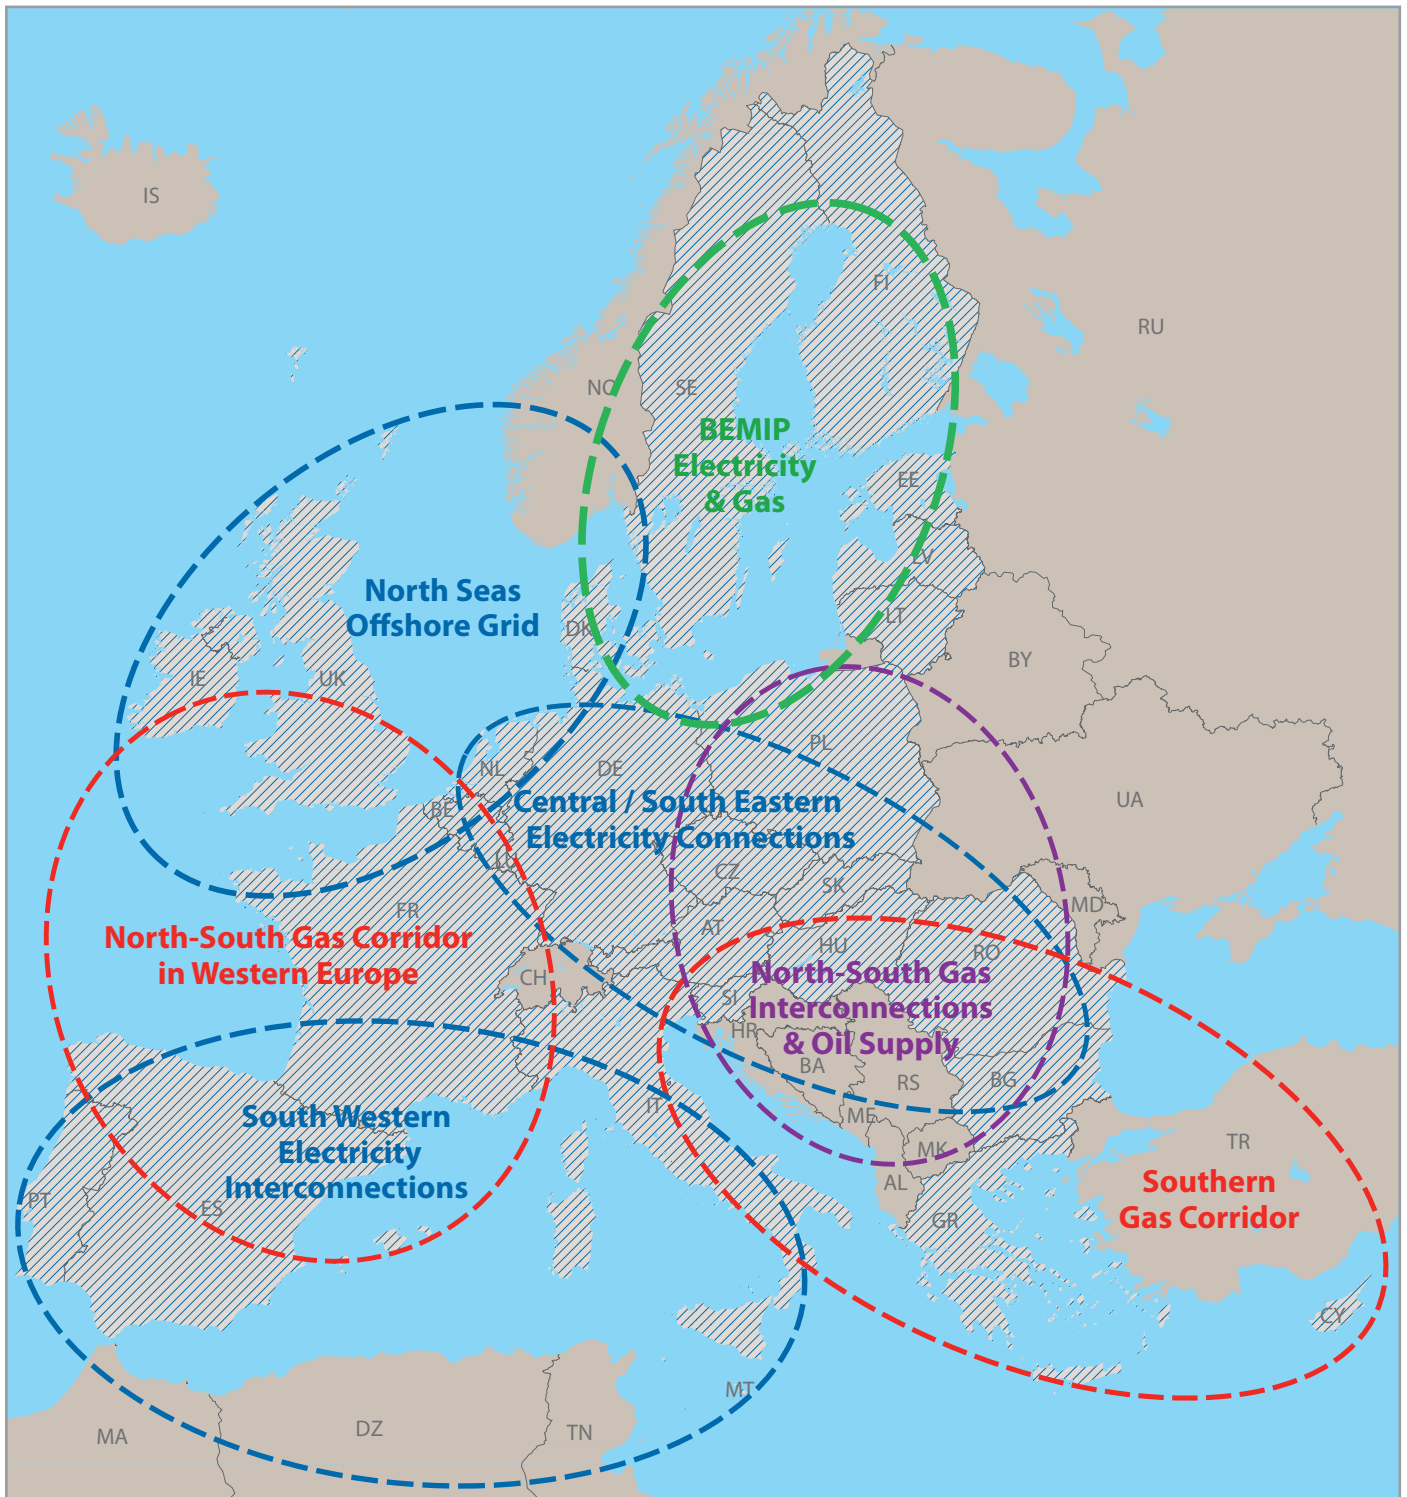 IS
RU
FI
NO
SE
BEMIP
Electricity
& Gas
EE
LV
North Seas
Offshore Grid
LT
DK
BY
IE
UK
PL
NL
DE
UA
BE
Central / South Eastern
Electricity Connections
LU
CZ
SK
MD
FR
AT
HU
RO
North-South Gas Corridor
in Western Europe
CH
North-South Gas
Interconnections
& Oil Supply
SI
HR
BA
RS
BG
IT
ME
South Western
Electricity
Interconnections
MK
TR
AL
Southern
Gas Corridor
PT
ES
GR
CY
MT
MA
DZ
TN